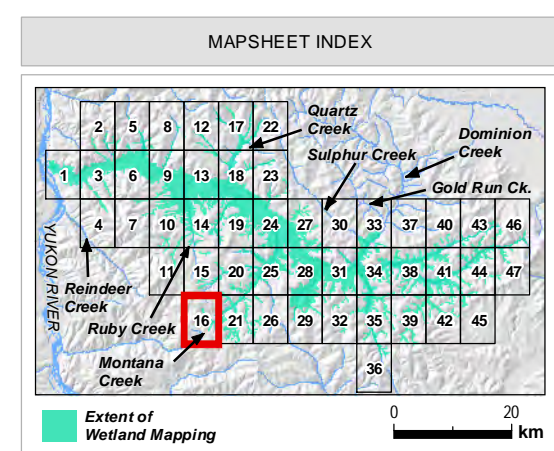 MAPSHEET INDEX
Quartz
Creek
Dominion
Creek
Sulphur Creek
Gold Run Ck.
2 5 8 12 17 22
1 3 6 9 13 18 23
4 7 10 14 19 24 27 30 33 37 40 43 46
11 15 20 25 28 31 34 38 41 44 47
16 21 26 29 32 35 39 42 45
36
YUKON RIVER
Reindeer
Creek
Ruby Creek
Montana
Creek
Extent of
Wetland Mapping
0 20
km